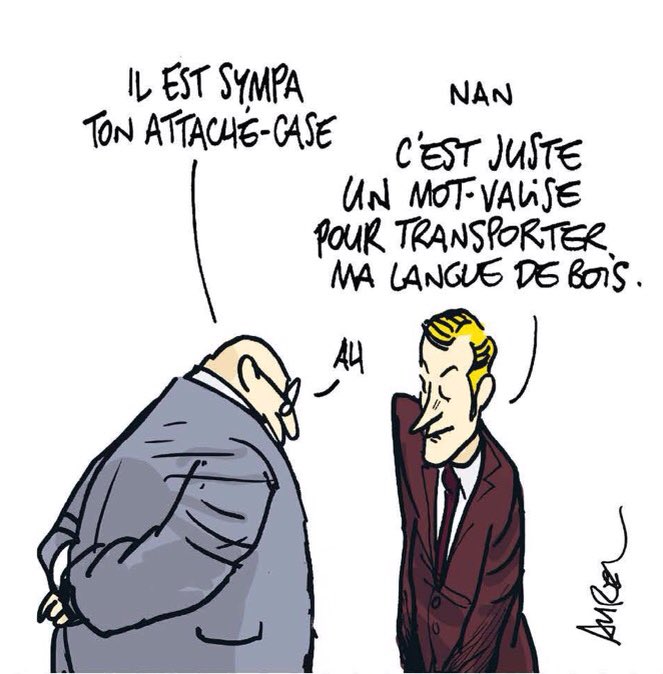 IL EST SYMPA
TON ATTACHÉ-CASE
NAN
C'EST JUSTE
UN MOT-VALISE
POUR TRANSPORTER
MA LANGUE DE BOIS.
AH
AUREL